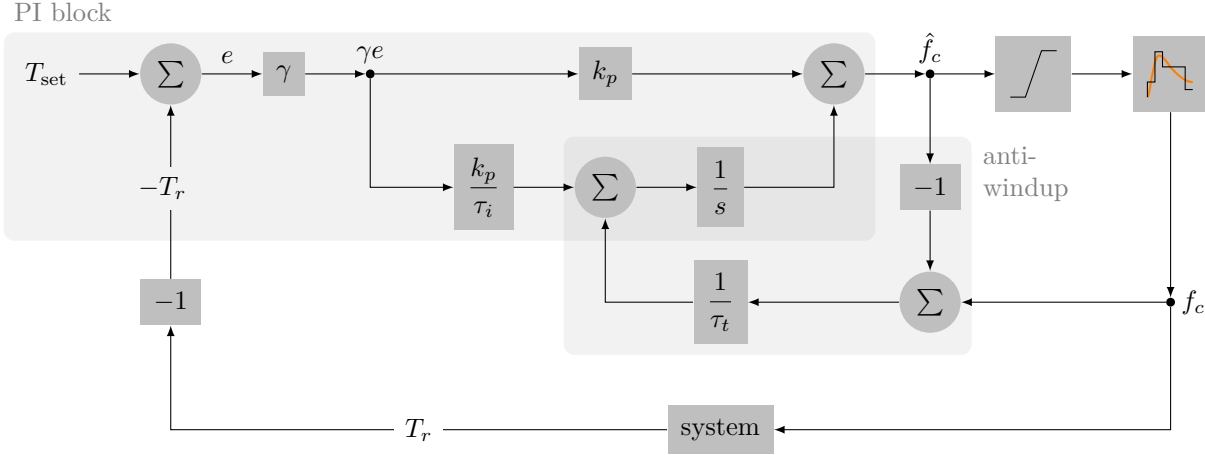 PI block
T_set
∑
e
γ
γe
k_p
∑
f̂_c
anti-
windup
−T_r
k_p/τ_i
∑
1/s
−1
−1
1/τ_t
∑
f_c
T_r
system